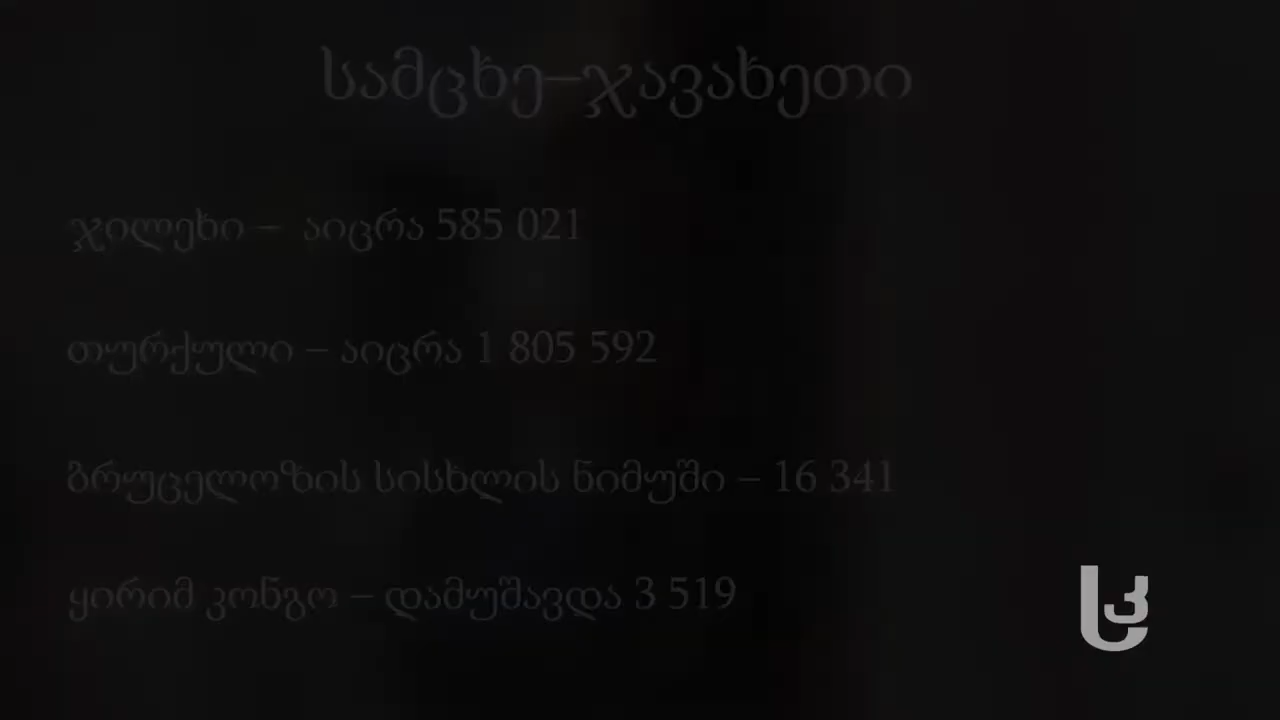 სამცხე–ჯავახეთი
ჯილეხი – აიცრა 585 021
თურქული – აიცრა 1 805 592
ბრუცელოზის სისხლის ნიმუში – 16 341
ყირიმ კონგო – დამუშავდა 3 519